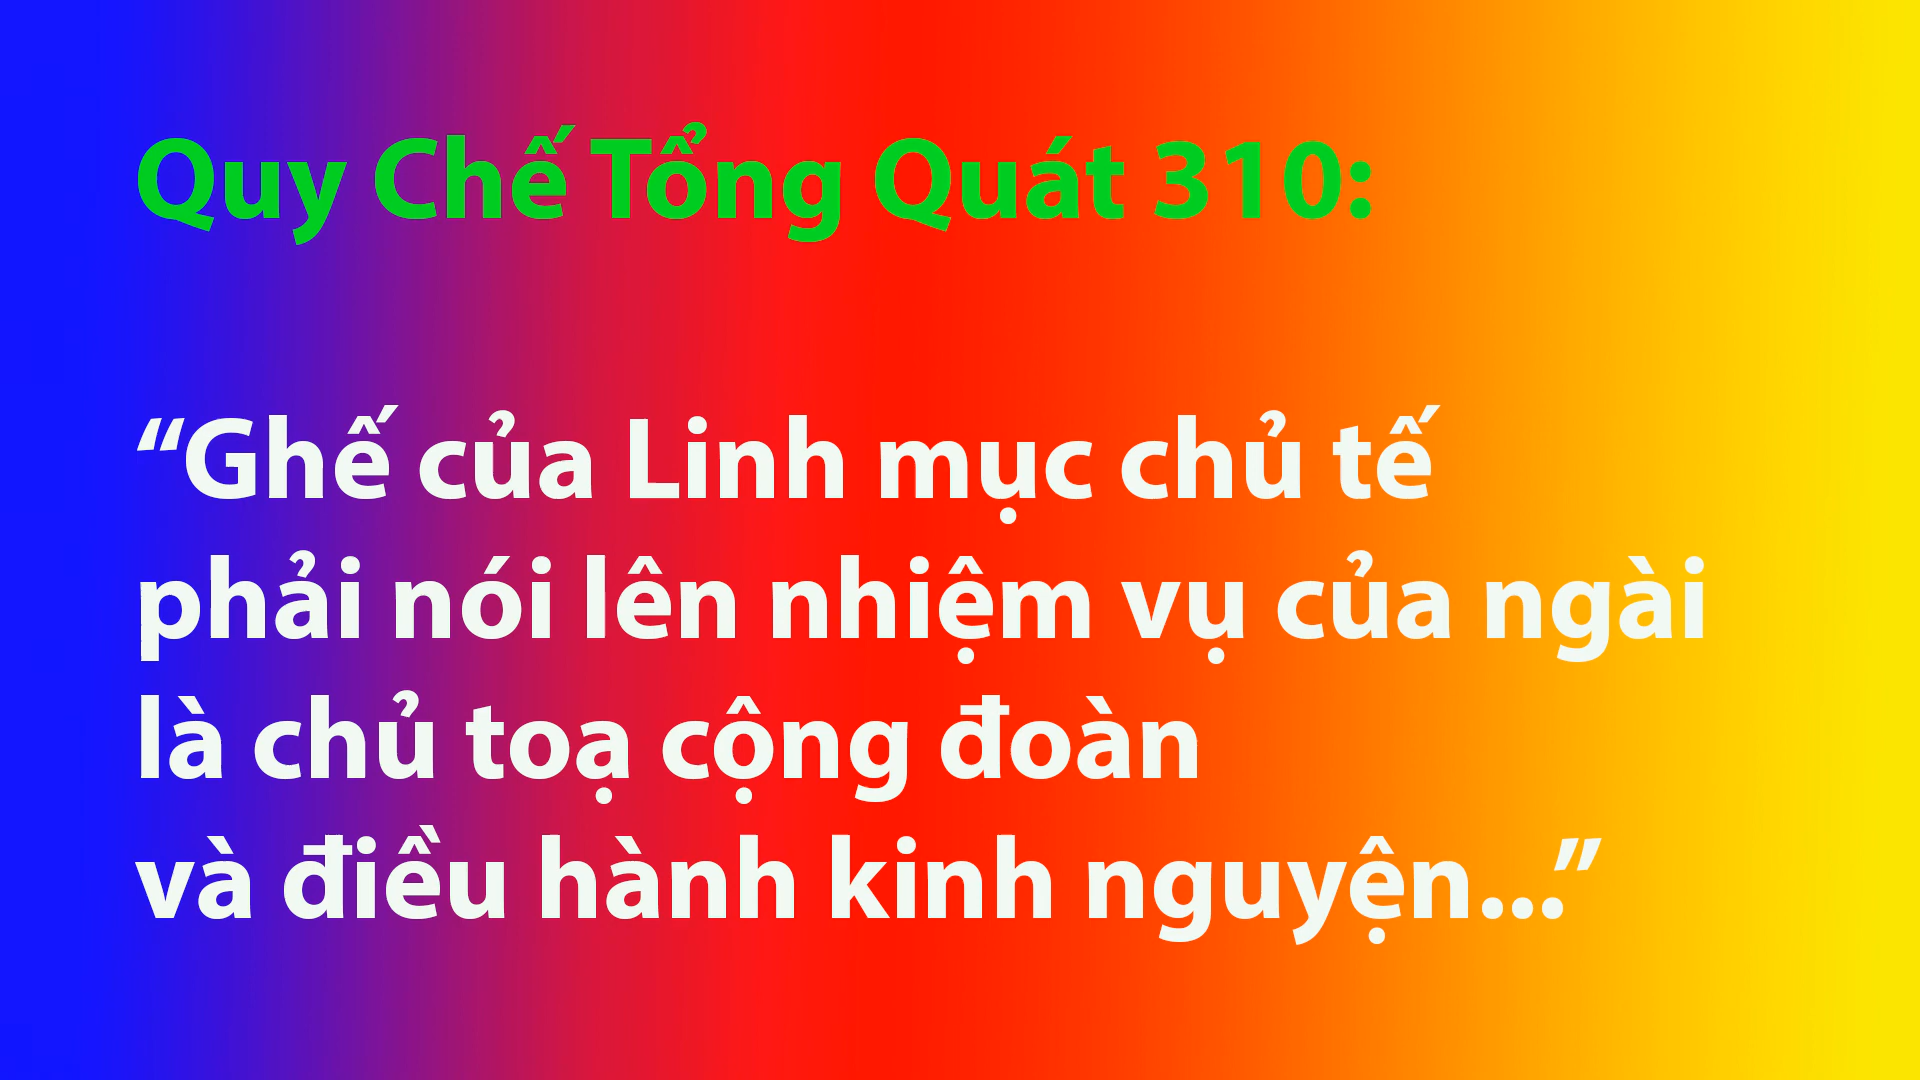 Quy Chế Tổng Quát 310:
“Ghế của Linh mục chủ tế
phải nói lên nhiệm vụ của ngài
là chủ toạ cộng đoàn
và điều hành kinh nguyện...”